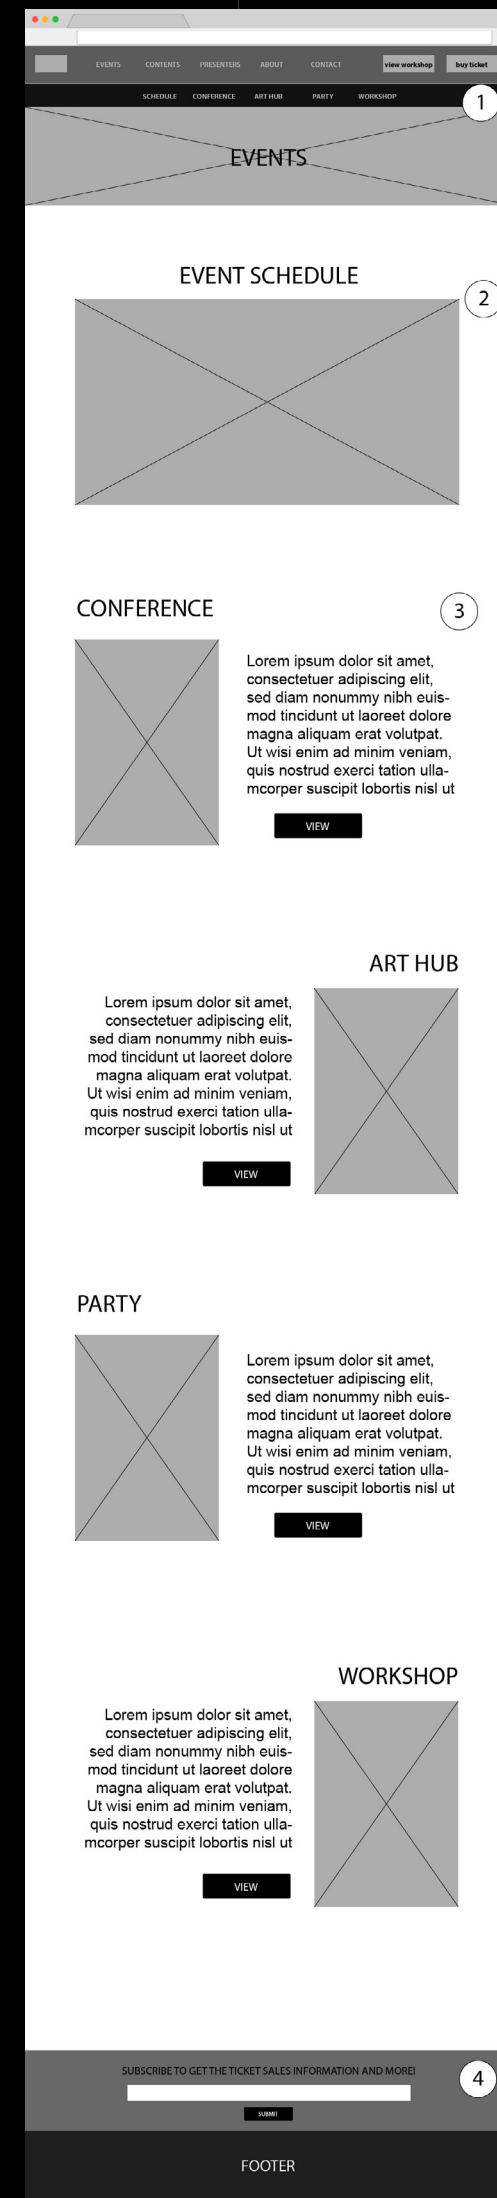 EVENTS CONTENTS PRESENTERS ABOUT CONTACT view workshop buy ticket
SCHEDULE CONFERENCE ART HUB PARTY WORKSHOP
1
EVENTS
EVENT SCHEDULE
2
CONFERENCE
3
Lorem ipsum dolor sit amet,
consectetuer adipiscing elit,
sed diam nonummy nibh euis-
mod tincidunt ut laoreet dolore
magna aliquam erat volutpat.
Ut wisi enim ad minim veniam,
quis nostrud exerci tation ulla-
mcorper suscipit lobortis nisl ut
VIEW
ART HUB
Lorem ipsum dolor sit amet,
consectetuer adipiscing elit,
sed diam nonummy nibh euis-
mod tincidunt ut laoreet dolore
magna aliquam erat volutpat.
Ut wisi enim ad minim veniam,
quis nostrud exerci tation ulla-
mcorper suscipit lobortis nisl ut
VIEW
PARTY
Lorem ipsum dolor sit amet,
consectetuer adipiscing elit,
sed diam nonummy nibh euis-
mod tincidunt ut laoreet dolore
magna aliquam erat volutpat.
Ut wisi enim ad minim veniam,
quis nostrud exerci tation ulla-
mcorper suscipit lobortis nisl ut
VIEW
WORKSHOP
Lorem ipsum dolor sit amet,
consectetuer adipiscing elit,
sed diam nonummy nibh euis-
mod tincidunt ut laoreet dolore
magna aliquam erat volutpat.
Ut wisi enim ad minim veniam,
quis nostrud exerci tation ulla-
mcorper suscipit lobortis nisl ut
VIEW
SUBSCRIBE TO GET THE TICKET SALES INFORMATION AND MORE!
4
SUBMIT
FOOTER